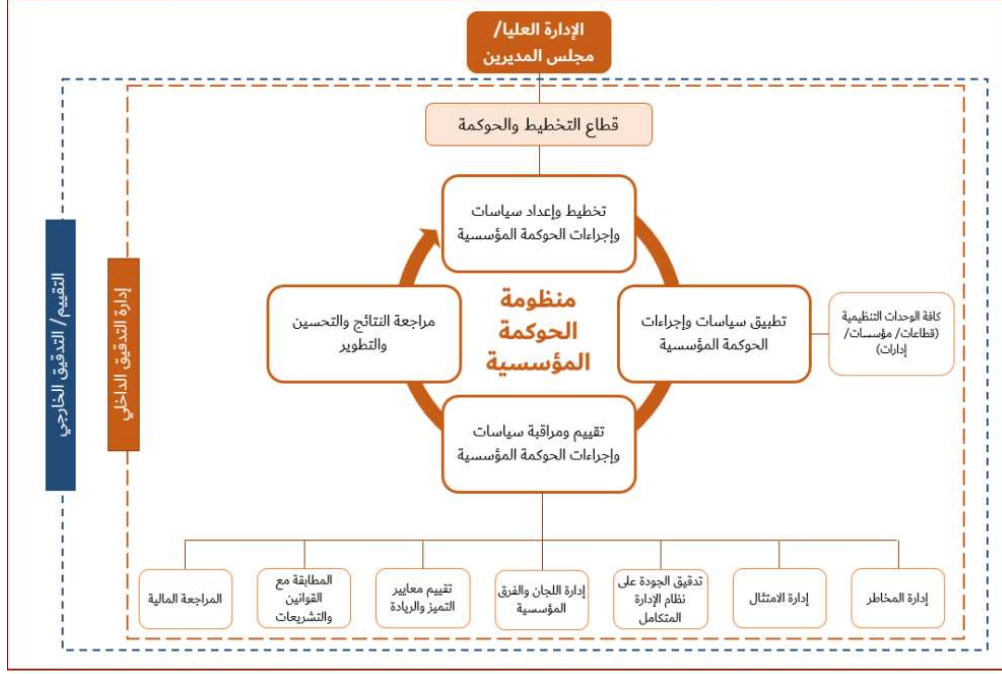 الإدارة العليا/
مجلس المديرين
قطاع التخطيط والحوكمة
تخطيط وإعداد سياسات
وإجراءات الحوكمة المؤسسية
منظومة
الحوكمة
المؤسسية
تطبيق سياسات وإجراءات
الحوكمة المؤسسية
كافة الوحدات التنظيمية
(قطاعات/ مؤسسات/
إدارات)
تقييم ومراقبة سياسات
وإجراءات الحوكمة المؤسسية
مراجعة النتائج والتحسين
والتطوير
إدارة التدقيق الداخلي
التقييم/ التدقيق الخارجي
إدارة المخاطر
إدارة الامتثال
تدقيق الجودة على
نظام الإدارة
المتكامل
إدارة اللجان والفرق
المؤسسية
تقييم معايير
التميز والريادة
المطابقة مع
القوانين
والتشريعات
المراجعة المالية